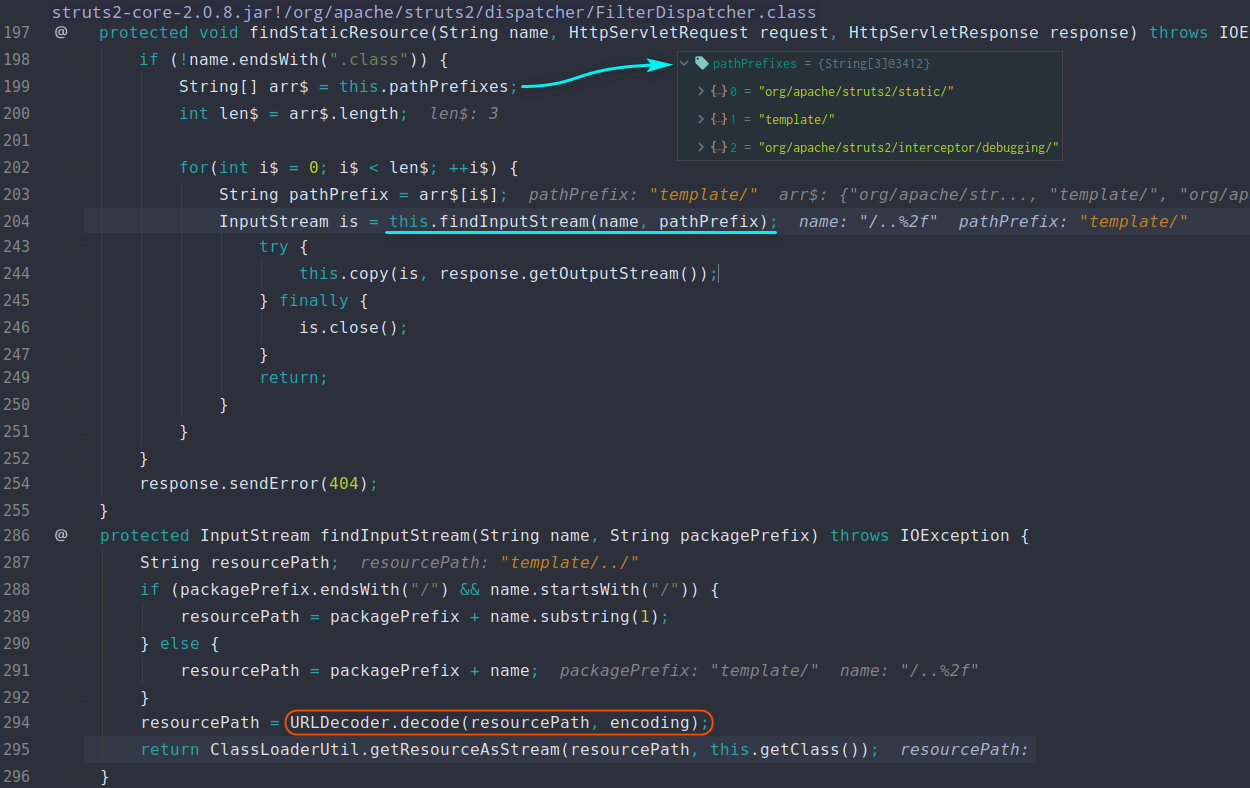 struts2-core-2.0.8.jar!/org/apache/struts2/dispatcher/FilterDispatcher.class
197 @ protected void findStaticResource(String name, HttpServletRequest request, HttpServletResponse response) throws IOE
198 if (!name.endsWith(".class")) {
pathPrefixes = {String[3]@3412}
199 String[] arr$ = this.pathPrefixes;
{..} 0 = "org/apache/struts2/static/"
200 int len$ = arr$.length; len$: 3
{..} 1 = "template/"
201
{..} 2 = "org/apache/struts2/interceptor/debugging/"
202 for(int i$ = 0; i$ < len$; ++i$) {
203 String pathPrefix = arr$[i$]; pathPrefix: "template/" arr$: {"org/apache/str..., "template/", "org/ap
204 InputStream is = this.findInputStream(name, pathPrefix); name: "/..%2f" pathPrefix: "template/"
243 try {
244 this.copy(is, response.getOutputStream());
245 } finally {
246 is.close();
247 }
249 return;
250 }
251 }
252 }
254 response.sendError(404);
255 }
286 @ protected InputStream findInputStream(String name, String packagePrefix) throws IOException {
287 String resourcePath; resourcePath: "template/../"
288 if (packagePrefix.endsWith("/") && name.startsWith("/")) {
289 resourcePath = packagePrefix + name.substring(1);
290 } else {
291 resourcePath = packagePrefix + name; packagePrefix: "template/" name: "/..%2f"
292 }
294 resourcePath = URLDecoder.decode(resourcePath, encoding);
295 return ClassLoaderUtil.getResourceAsStream(resourcePath, this.getClass()); resourcePath:
296 }